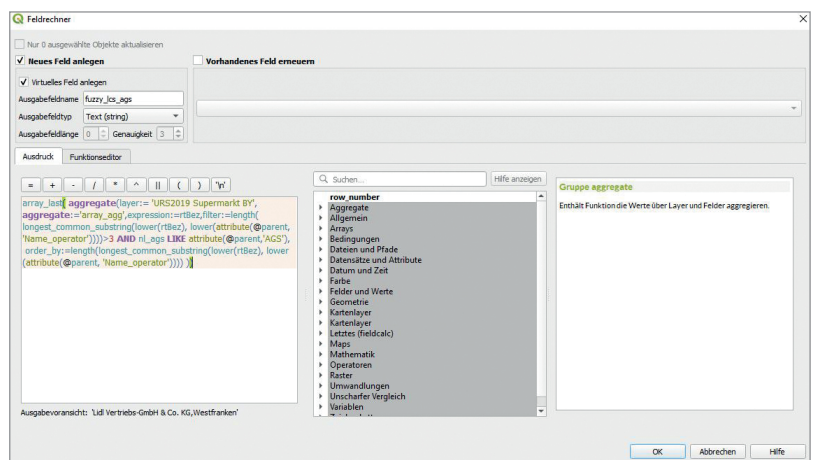 Feldrechner
Nur 0 ausgewählte Objekte aktualisieren
Neues Feld anlegen
Vorhandenes Feld erneuern
Virtuelles Feld anlegen
Ausgabefeldname fuzzy_lcs_ags
Ausgabefeldtyp Text (string)
Ausgabefeldlänge 0 Genauigkeit 3
Ausdruck Funktionseditor
= + - / * ^ || ( ) '\n'
array_last( aggregate(layer:= 'URS2019 Supermarkt BY',
aggregate:='array_agg',expression:=rtBez,filter:=length(
longest_common_substring(lower(rtBez), lower(attribute(@parent,
'Name_operator'))))>3 AND nl_ags LIKE attribute(@parent,'AGS'),
order_by:=length(longest_common_substring(lower(rtBez), lower
(attribute(@parent, 'Name_operator')))) )
Ausgabevoransicht: 'Lidl Vertriebs-GmbH & Co. KG,Westfranken'
Suchen... Hilfe anzeigen
row_number
Aggregate
Allgemein
Arrays
Bedingungen
Dateien und Pfade
Datensätze und Attribute
Datum und Zeit
Farbe
Felder und Werte
Geometrie
Kartenlayer
Kartenlayer
Letztes (fieldcalc)
Maps
Mathematik
Operatoren
Raster
Umwandlungen
Unscharfer Vergleich
Variablen
Gruppe aggregate
Enthält Funktion die Werte über Layer und Felder aggregieren.
OK Abbrechen Hilfe